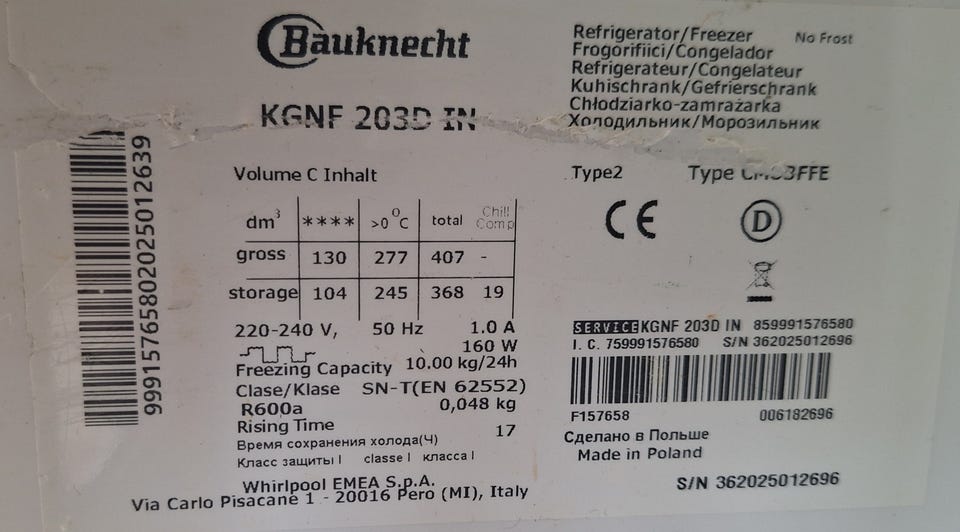 Bauknecht
KGNF 203D IN
Refrigerator/Freezer No Frost
Frogorifiici/Congelador
Refrigerateur/Congelateur
Kuhischrank/Gefrierschrank
Chłodziarko-zamrażarka
Холодильник/Морозильник
99915765802025012639
Volume C Inhalt
dm³ **** >0 °C total Chill Comp
gross 130 277 407 -
storage 104 245 368 19
220-240 V, 50 Hz 1.0 A
160 W
Freezing Capacity 10.00 kg/24h
Clase/Klase SN-T(EN 62552)
R600a 0,048 kg
Rising Time 17
Время сохранения холода(Ч)
Класс защиты I classe I класса I
Whirlpool EMEA S.p.A.
Via Carlo Pisacane 1 - 20016 Pero (MI), Italy
Type2 Type
CE D
SERVICE KGNF 203D IN 859991576580
I. C. 759991576580 S/N 362025012696
F157658 006182696
Сделано в Польше
Made in Poland
S/N 362025012696